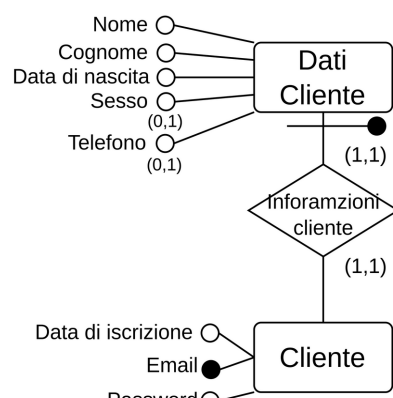 Nome
Cognome
Data di nascita
Sesso
(0,1)
Telefono
(0,1)
Dati
Cliente
(1,1)
Inforamzioni
cliente
(1,1)
Data di iscrizione
Email
Password
Cliente